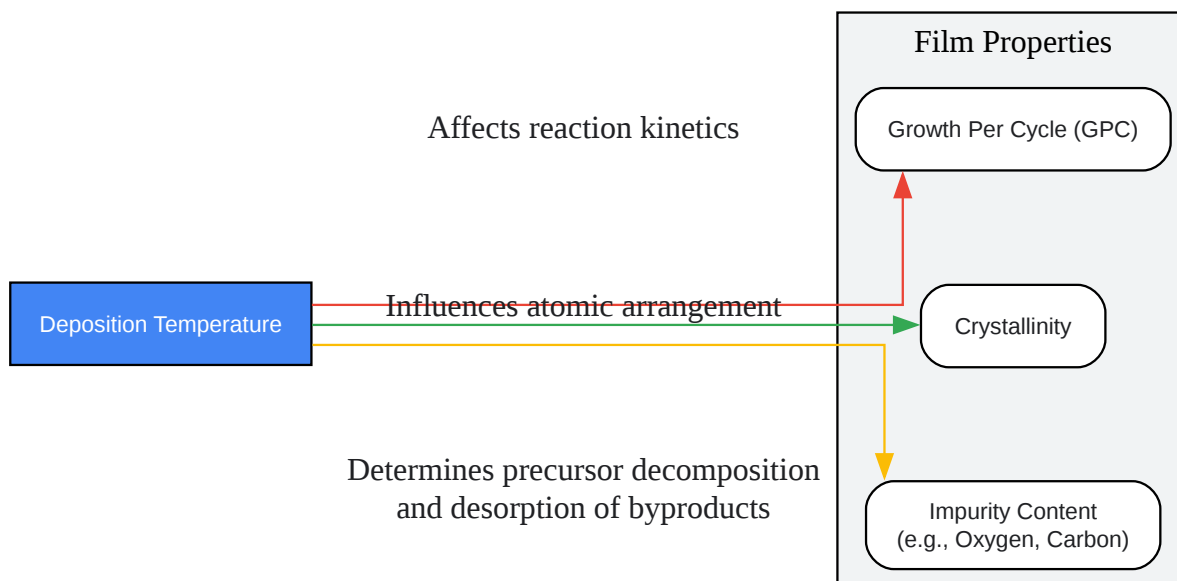 Film Properties
Affects reaction kinetics
Growth Per Cycle (GPC)
Deposition Temperature
Influences atomic arrangement
Crystallinity
Determines precursor decomposition
and desorption of byproducts
Impurity Content
(e.g., Oxygen, Carbon)